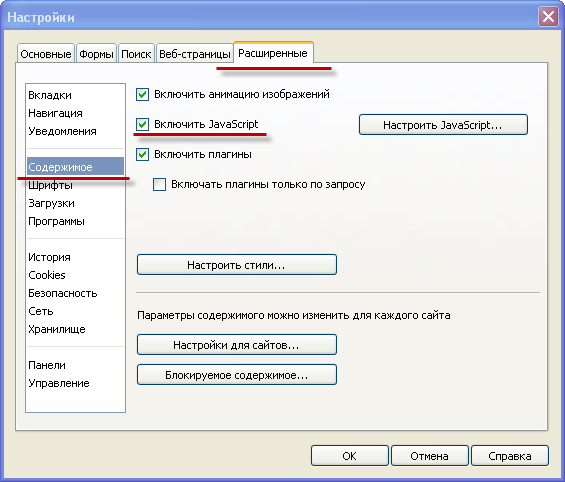 Настройки
Основные Формы Поиск Веб-страницы Расширенные
Вкладки
Навигация
Уведомления
Содержимое
Шрифты
Загрузки
Программы
История
Cookies
Безопасность
Сеть
Хранилище
Панели
Управление
Включить анимацию изображений
Включить JavaScript
Настроить JavaScript...
Включить плагины
Включать плагины только по запросу
Настроить стили...
Параметры содержимого можно изменить для каждого сайта
Настройки для сайтов...
Блокируемое содержимое...
OK Отмена Справка